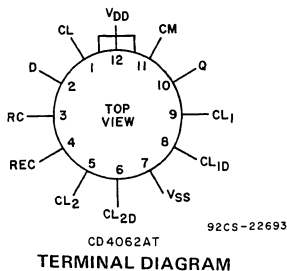 VDD
CL
CM
D
12
1
11
2
10
Q
RC
3
TOP
VIEW
9
CL1
REC
4
8
CL1D
5
6
7
CL2
CL2D
VSS
92CS-22693
CD4062AT
TERMINAL DIAGRAM